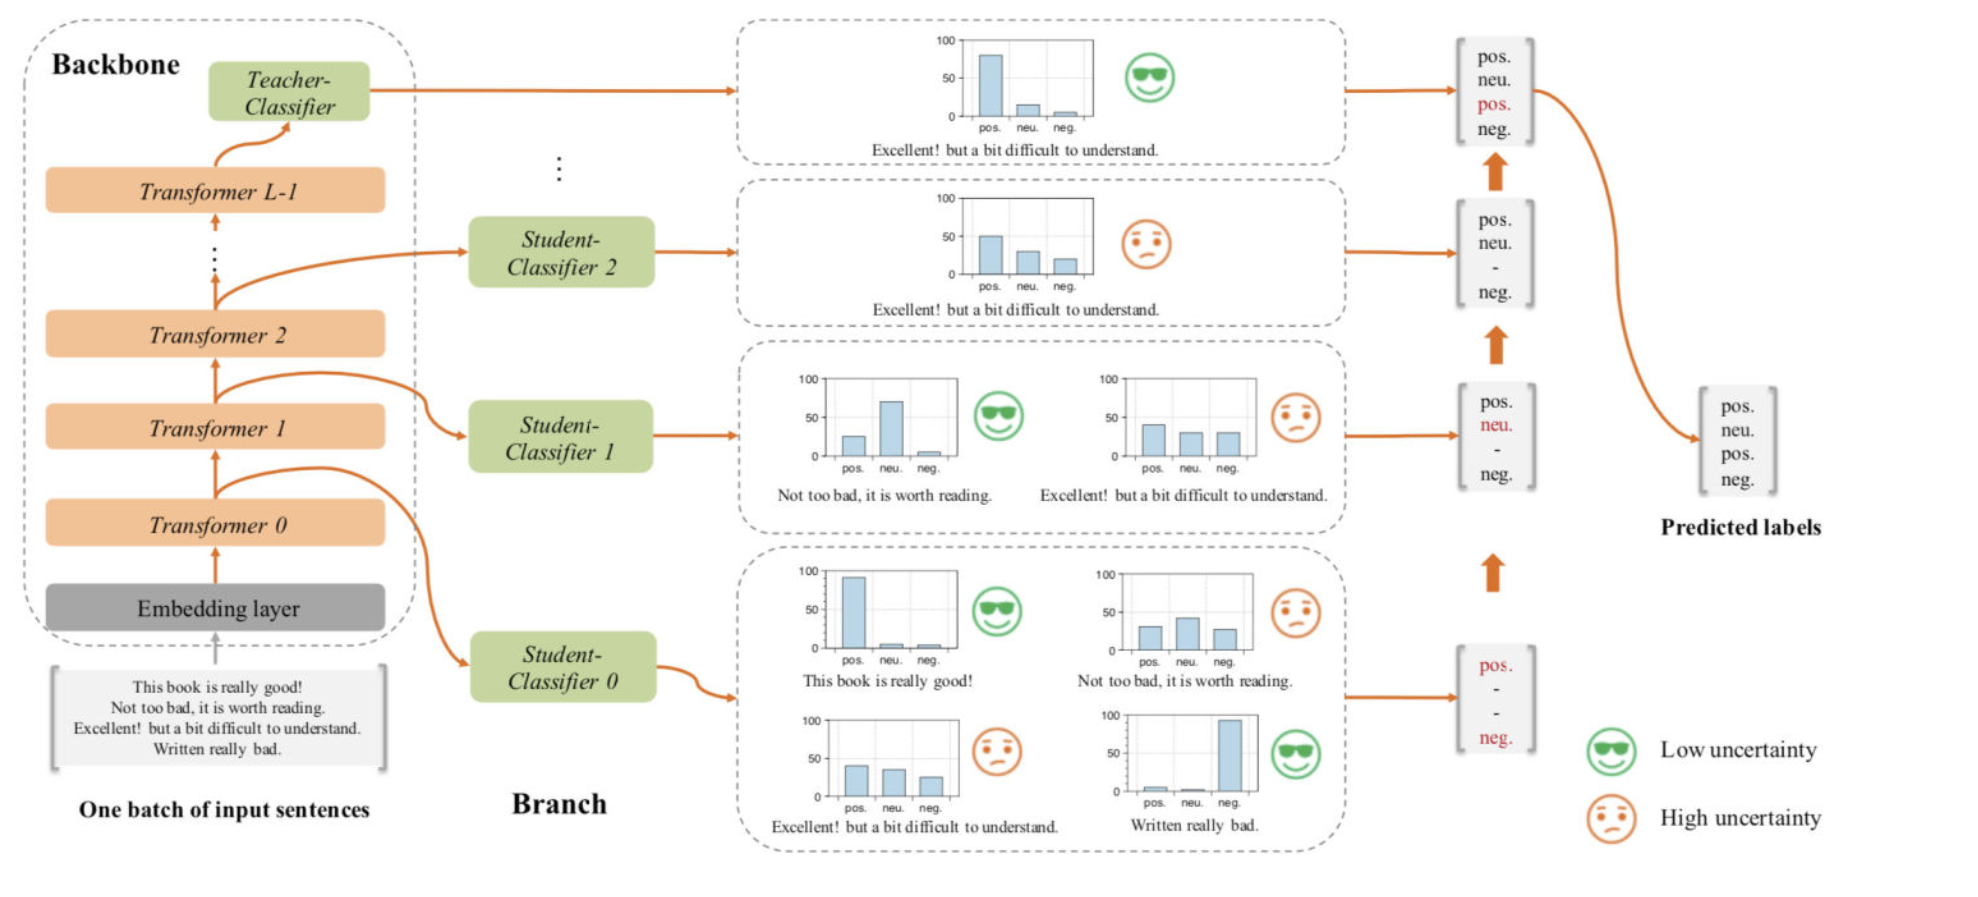 Backbone
Teacher-
Classifier
Transformer L-1
⋮
Transformer 2
Transformer 1
Transformer 0
Embedding layer
This book is really good!
Not too bad, it is worth reading.
Excellent! but a bit difficult to understand.
Written really bad.
One batch of input sentences
⋮
Student-
Classifier 2
Student-
Classifier 1
Student-
Classifier 0
Branch
100
50
0
pos. neu. neg.
Excellent! but a bit difficult to understand.
100
50
0
pos. neu. neg.
Excellent! but a bit difficult to understand.
100
50
0
pos. neu. neg.
Not too bad, it is worth reading.
100
50
0
pos. neu. neg.
Excellent! but a bit difficult to understand.
100
50
0
pos. neu. neg.
This book is really good!
100
50
0
pos. neu. neg.
Not too bad, it is worth reading.
100
50
0
pos. neu. neg.
Excellent! but a bit difficult to understand.
100
50
0
pos. neu. neg.
Written really bad.
pos.
neu.
pos.
neg.
pos.
neu.
-
neg.
pos.
neu.
-
neg.
pos.
-
-
neg.
pos.
neu.
pos.
neg.
Predicted labels
Low uncertainty
High uncertainty